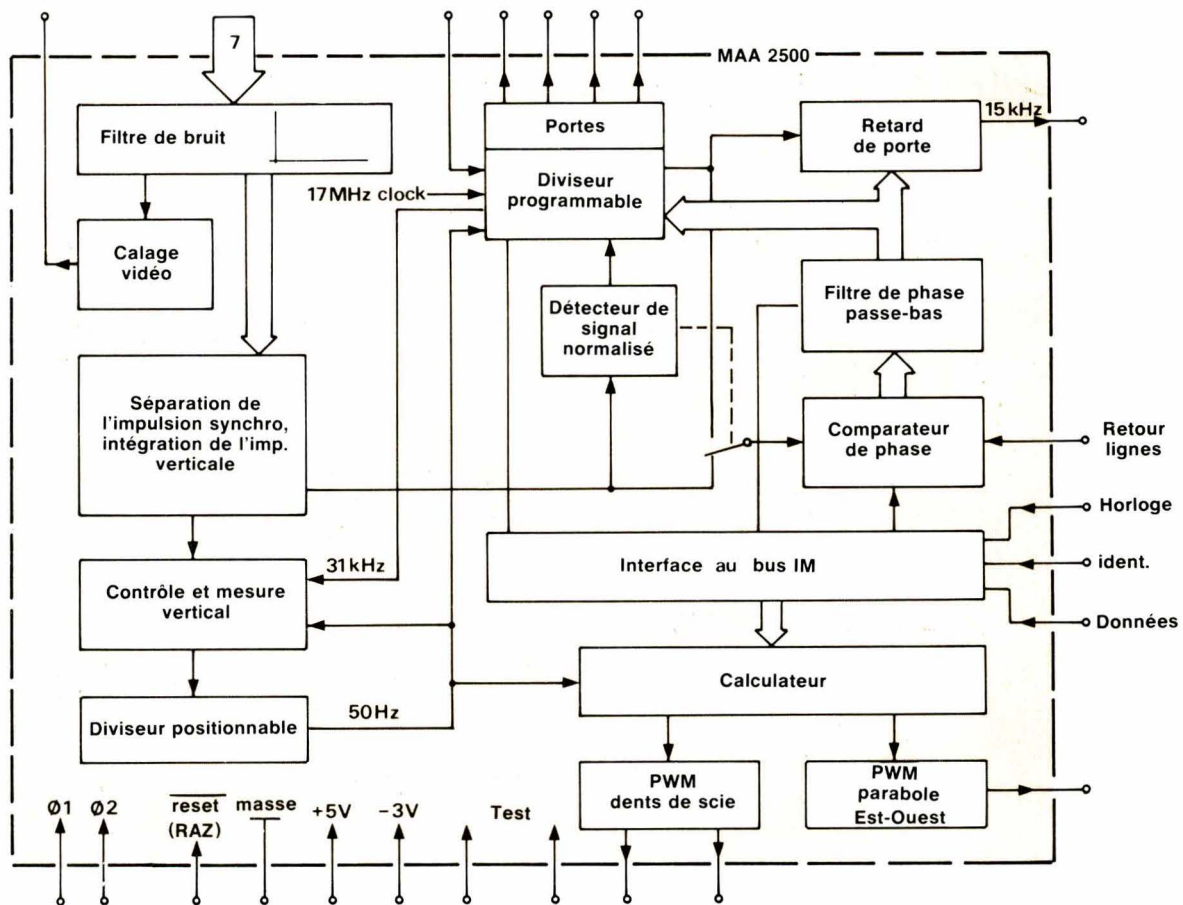 7
MAA 2500
Filtre de bruit
Portes
Diviseur
programmable
Retard
de porte
15 kHz
17 MHz clock
Calage
vidéo
Détecteur de
signal
normalisé
Filtre de phase
passe-bas
Séparation de
l'impulsion synchro,
intégration de l'imp.
verticale
Comparateur
de phase
Retour
lignes
Horloge
Interface au bus IM
ident.
31 kHz
Contrôle et mesure
vertical
Données
Calculateur
Diviseur positionnable
50 Hz
PWM
dents de scie
PWM
parabole
Est-Ouest
Ø1
Ø2
reset
(RAZ)
masse
+5V
−3V
Test